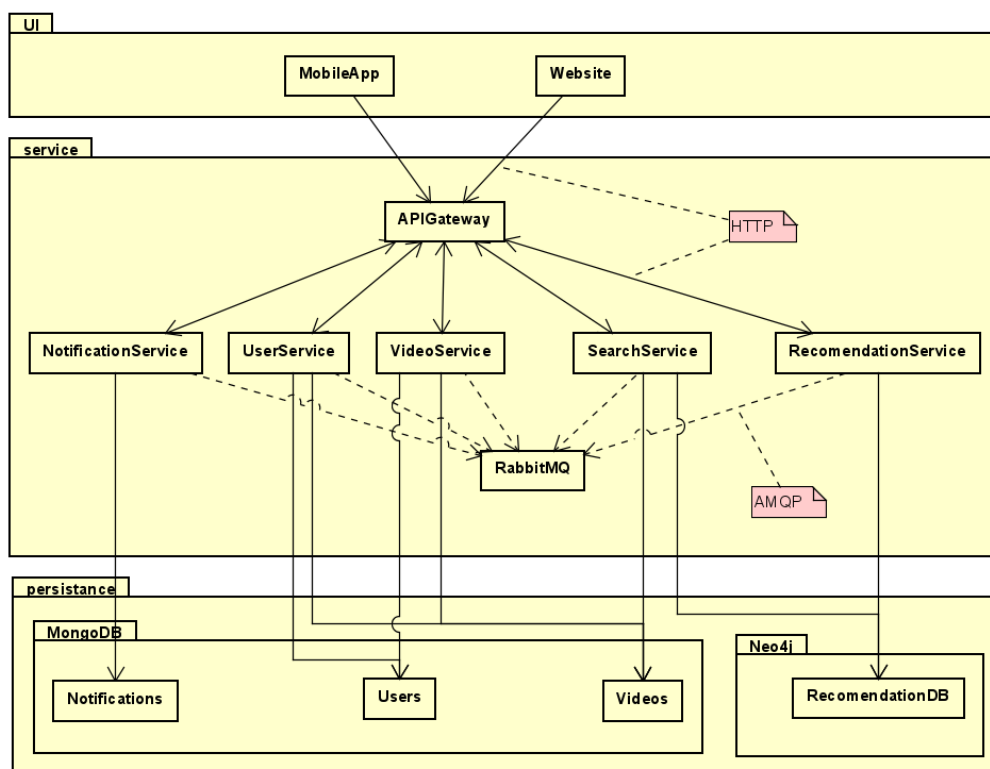 UI
MobileApp
Website
service
APIGateway
HTTP
NotificationService
UserService
VideoService
SearchService
RecomendationService
RabbitMQ
AMQP
persistance
MongoDB
Neo4j
Notifications
Users
Videos
RecomendationDB